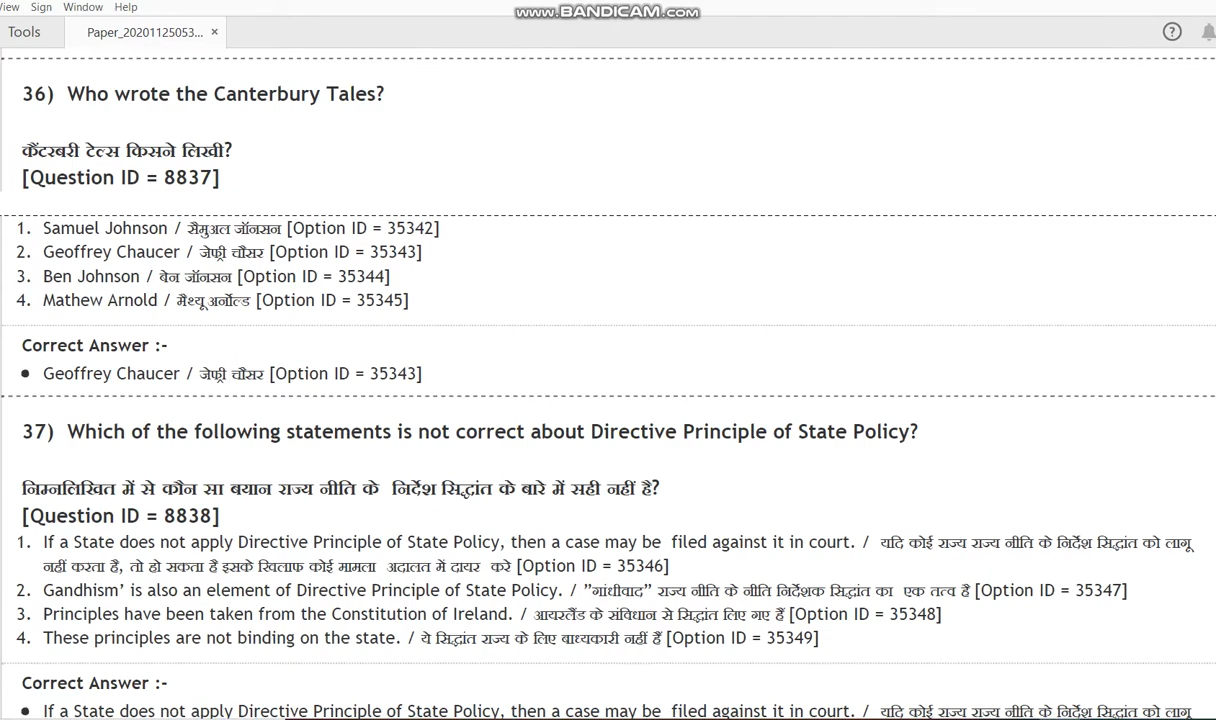 View Sign Window Help
www.BANDICAM.com
Tools Paper_20201125053... ×
?
36) Who wrote the Canterbury Tales?
कैंटरबरी टेल्स किसने लिखी?
[Question ID = 8837]
1. Samuel Johnson / सैमुअल जॉनसन [Option ID = 35342]
2. Geoffrey Chaucer / जेफ्री चौसर [Option ID = 35343]
3. Ben Johnson / बेन जॉनसन [Option ID = 35344]
4. Mathew Arnold / मैथ्यू अर्नोल्ड [Option ID = 35345]
Correct Answer :-
• Geoffrey Chaucer / जेफ्री चौसर [Option ID = 35343]
37) Which of the following statements is not correct about Directive Principle of State Policy?
निम्नलिखित में से कौन सा बयान राज्य नीति के निर्देश सिद्धांत के बारे में सही नहीं है?
[Question ID = 8838]
1. If a State does not apply Directive Principle of State Policy, then a case may be filed against it in court. / यदि कोई राज्य राज्य नीति के निर्देश सिद्धांत को लागू
नहीं करता है, तो हो सकता है इसके खिलाफ कोई मामला अदालत में दायर करे [Option ID = 35346]
2. Gandhism’ is also an element of Directive Principle of State Policy. / ”गांधीवाद” राज्य नीति के नीति निर्देशक सिद्धांत का एक तत्व है [Option ID = 35347]
3. Principles have been taken from the Constitution of Ireland. / आयरलैंड के संविधान से सिद्धांत लिए गए हैं [Option ID = 35348]
4. These principles are not binding on the state. / ये सिद्धांत राज्य के लिए बाध्यकारी नहीं हैं [Option ID = 35349]
Correct Answer :-
• If a State does not apply Directive Principle of State Policy, then a case may be filed against it in court. / यदि कोई राज्य राज्य नीति के निर्देश सिद्धांत को लागू